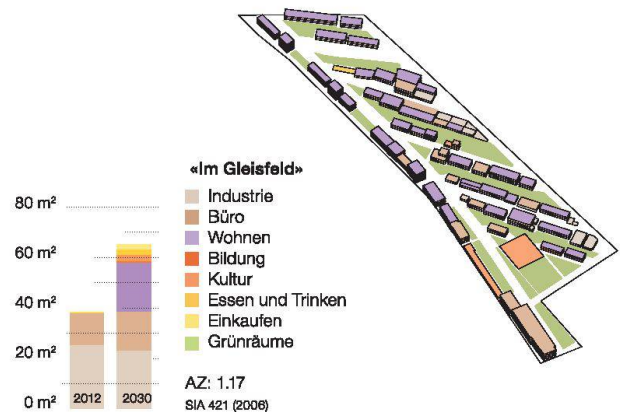 «Im Gleisfeld»
Industrie
Büro
Wohnen
Bildung
Kultur
Essen und Trinken
Einkaufen
Grünräume
AZ: 1.17
SIA 421 (2006)
80 m²
60 m²
40 m²
20 m²
0 m²
2012
2030